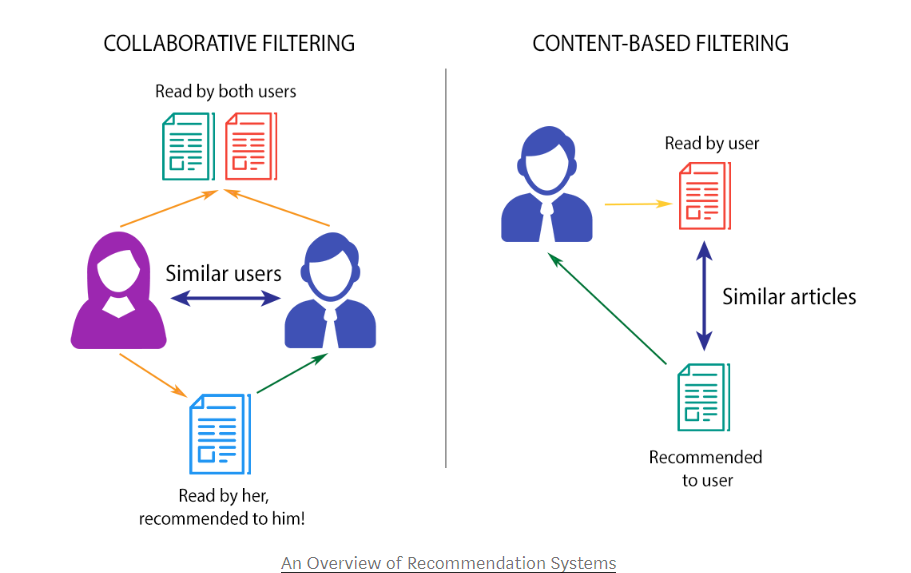 COLLABORATIVE FILTERING
Read by both users
Similar users
Read by her,
recommended to him!
CONTENT-BASED FILTERING
Read by user
Similar articles
Recommended
to user
An Overview of Recommendation Systems